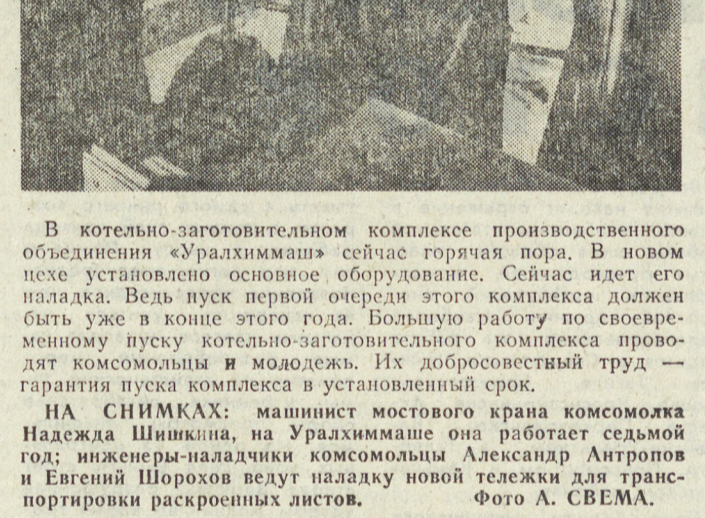 В котельно-заготовительном комплексе производственного
объединения «Уралхиммаш» сейчас горячая пора. В новом
цехе установлено основное оборудование. Сейчас идет его
наладка. Ведь пуск первой очереди этого комплекса должен
быть уже в конце этого года. Большую работу по своевре-
менному пуску котельно-заготовительного комплекса прово-
дят комсомольцы и молодежь. Их добросовестный труд —
гарантия пуска комплекса в установленный срок.
НА СНИМКАХ: машинист мостового крана комсомолка
Надежда Шишкина, на Уралхиммаше она работает седьмой
год; инженеры-наладчики комсомольцы Александр Антропов
и Евгений Шорохов ведут наладку новой тележки для транс-
портировки раскроенных листов. Фото А. СВЕМА.